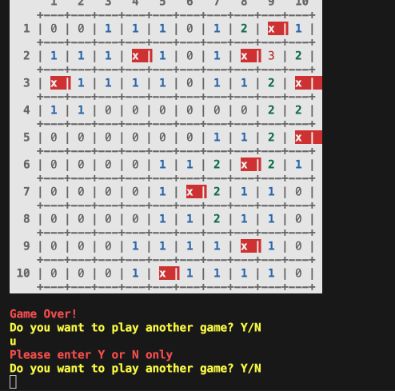 1 2 3 4 5 6 7 8 9 10
1 | 0 | 0 | 1 | 1 | 1 | 0 | 1 | 2 | x | 1 |
2 | 1 | 1 | 1 | x | 1 | 0 | 1 | x | 3 | 2 |
3 | x | 1 | 1 | 1 | 1 | 0 | 1 | 1 | 2 | x |
4 | 1 | 1 | 0 | 0 | 0 | 0 | 0 | 0 | 2 | 2 |
5 | 0 | 0 | 0 | 0 | 0 | 0 | 1 | 1 | 2 | x |
6 | 0 | 0 | 0 | 0 | 1 | 1 | 2 | x | 2 | 1 |
7 | 0 | 0 | 0 | 0 | 1 | x | 2 | 1 | 1 | 0 |
8 | 0 | 0 | 0 | 0 | 1 | 1 | 2 | 1 | 1 | 0 |
9 | 0 | 0 | 0 | 1 | 1 | 1 | 1 | x | 1 | 0 |
10 | 0 | 0 | 0 | 1 | x | 1 | 1 | 1 | 1 | 0 |
Game Over!
Do you want to play another game? Y/N
u
Please enter Y or N only
Do you want to play another game? Y/N